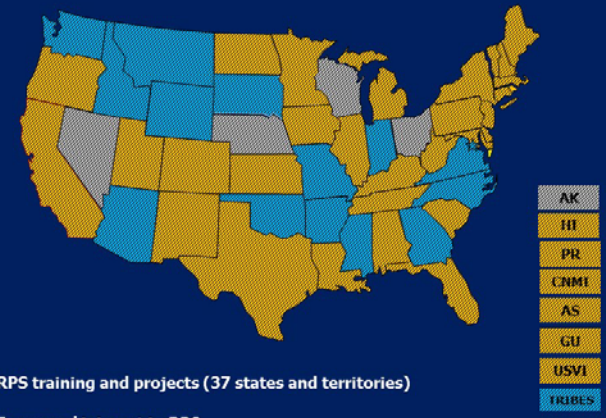 AK
HI
PR
CNMI
AS
GU
USVI
TRIBES
RPS training and projects (37 states and territories)